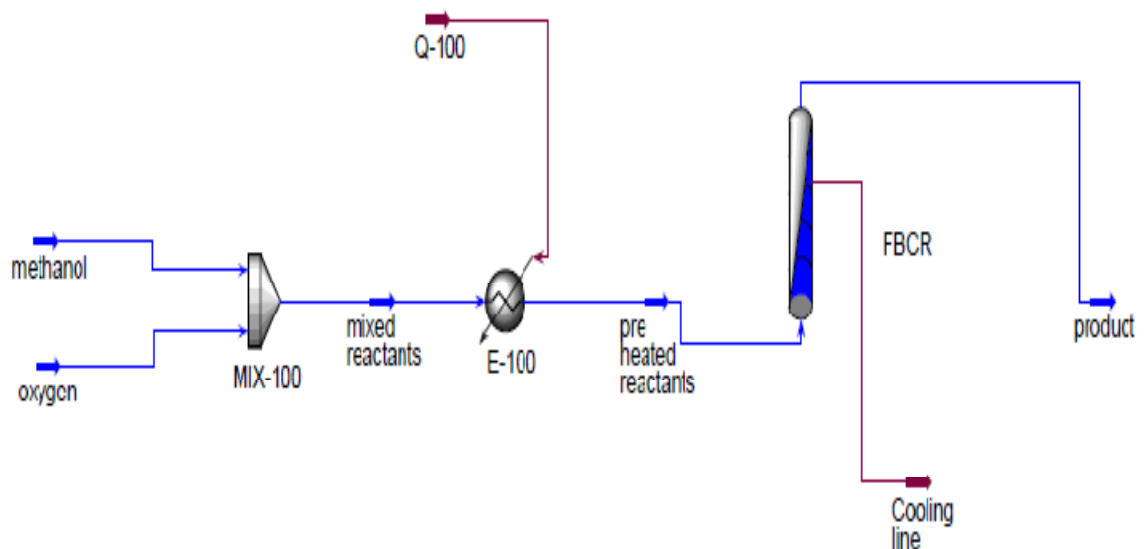 Q-100
methanol
oxygen
MIX-100
mixed
reactants
E-100
pre
heated
reactants
FBCR
product
Cooling
line